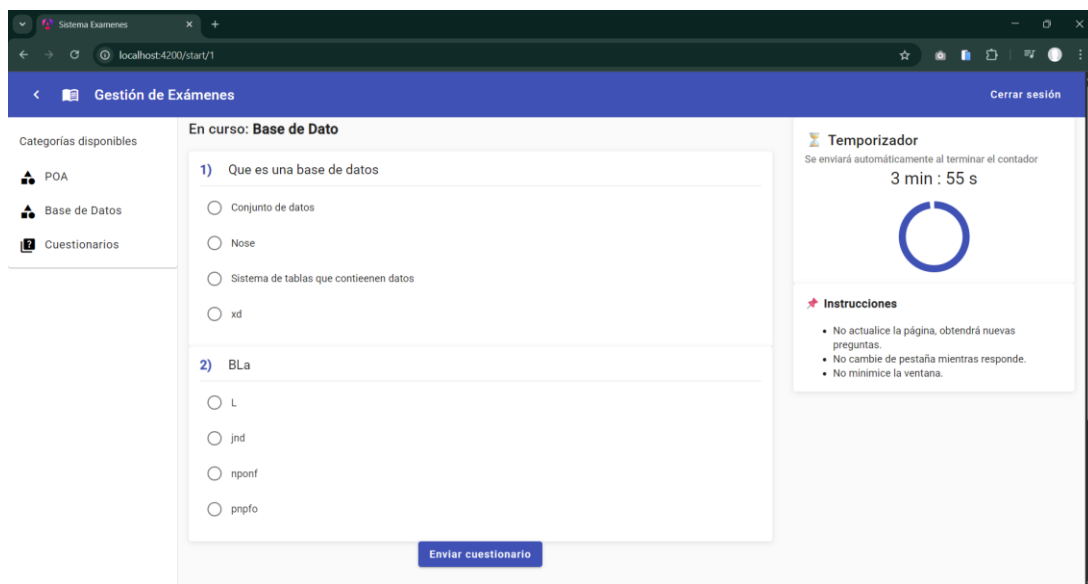 Sistema Examenes
localhost:4200/start/1
Gestión de Exámenes
Cerrar sesión
Categorías disponibles
POA
Base de Datos
Cuestionarios
En curso: Base de Dato
1) Que es una base de datos
Conjunto de datos
Nose
Sistema de tablas que contieenen datos
xd
2) BLa
L
jnd
nponf
pnpfo
Enviar cuestionario
Temporizador
Se enviará automáticamente al terminar el contador
3 min : 55 s
Instrucciones
No actualice la página, obtendrá nuevas
preguntas.
No cambie de pestaña mientras responde.
No minimice la ventana.